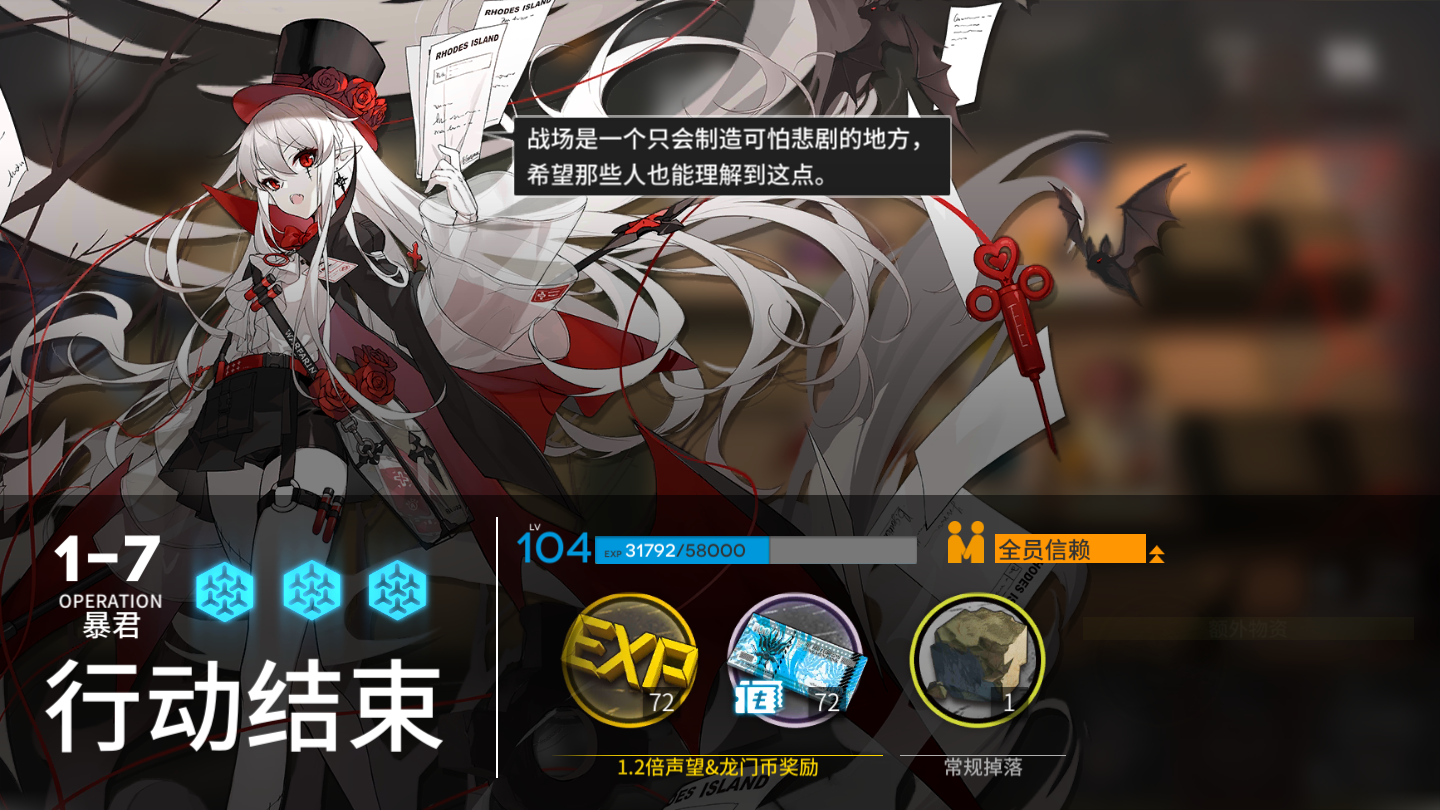 RHODES ISLAND
RHODES ISLAND
战场是一个只会制造可怕悲剧的地方，
希望那些人也能理解到这点。
WARFARIN
1-7
OPERATION
暴君
行动结束
LV
104
EXP 31792/58000
全员信赖
EXP
72
72
1
额外物资
1.2倍声望&龙门币奖励
常规掉落